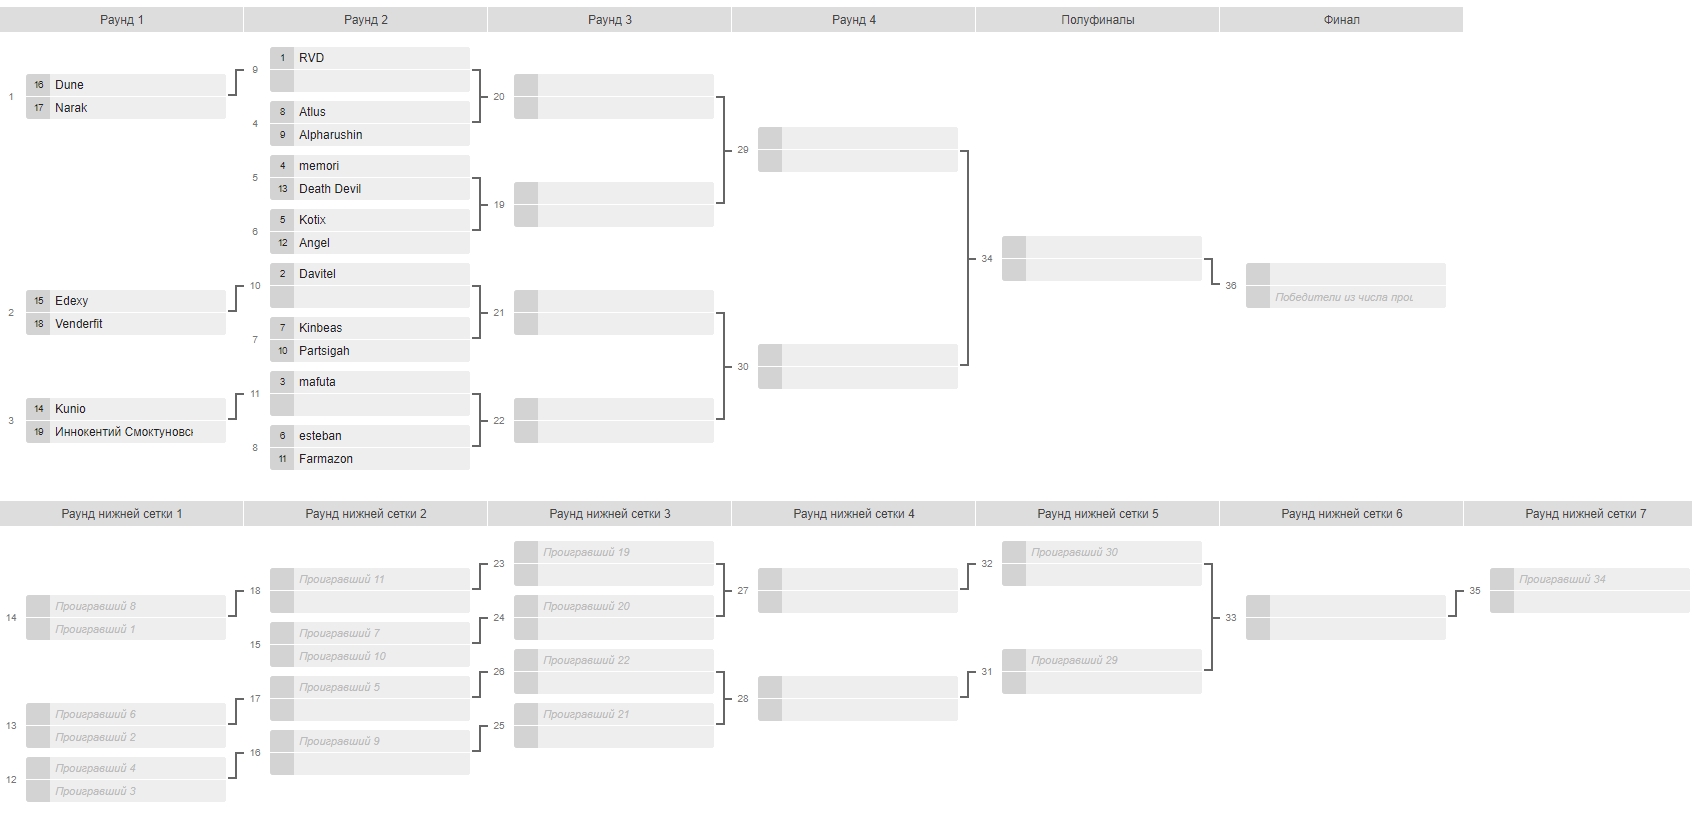 Раунд 1
Раунд 2
Раунд 3
Раунд 4
Полуфиналы
Финал
1
16 Dune
17 Narak
2
15 Edexy
18 Venderfit
3
14 Kunio
19 Иннокентий Смоктуновск
9
1 RVD
4
8 Atlus
9 Alpharushin
5
4 memori
13 Death Devil
6
5 Kotix
12 Angel
10
2 Davitel
7
7 Kinbeas
10 Partsigah
11
3 mafuta
8
6 esteban
11 Farmazon
20
19
21
22
29
30
34
36
Победители из числа прои
Раунд нижней сетки 1
Раунд нижней сетки 2
Раунд нижней сетки 3
Раунд нижней сетки 4
Раунд нижней сетки 5
Раунд нижней сетки 6
Раунд нижней сетки 7
14
Проигравший 8
Проигравший 1
13
Проигравший 6
Проигравший 2
12
Проигравший 4
Проигравший 3
18
Проигравший 11
15
Проигравший 7
Проигравший 10
17
Проигравший 5
16
Проигравший 9
23
Проигравший 19
24
Проигравший 20
26
Проигравший 22
25
Проигравший 21
27
28
32
Проигравший 30
31
Проигравший 29
33
35
Проигравший 34